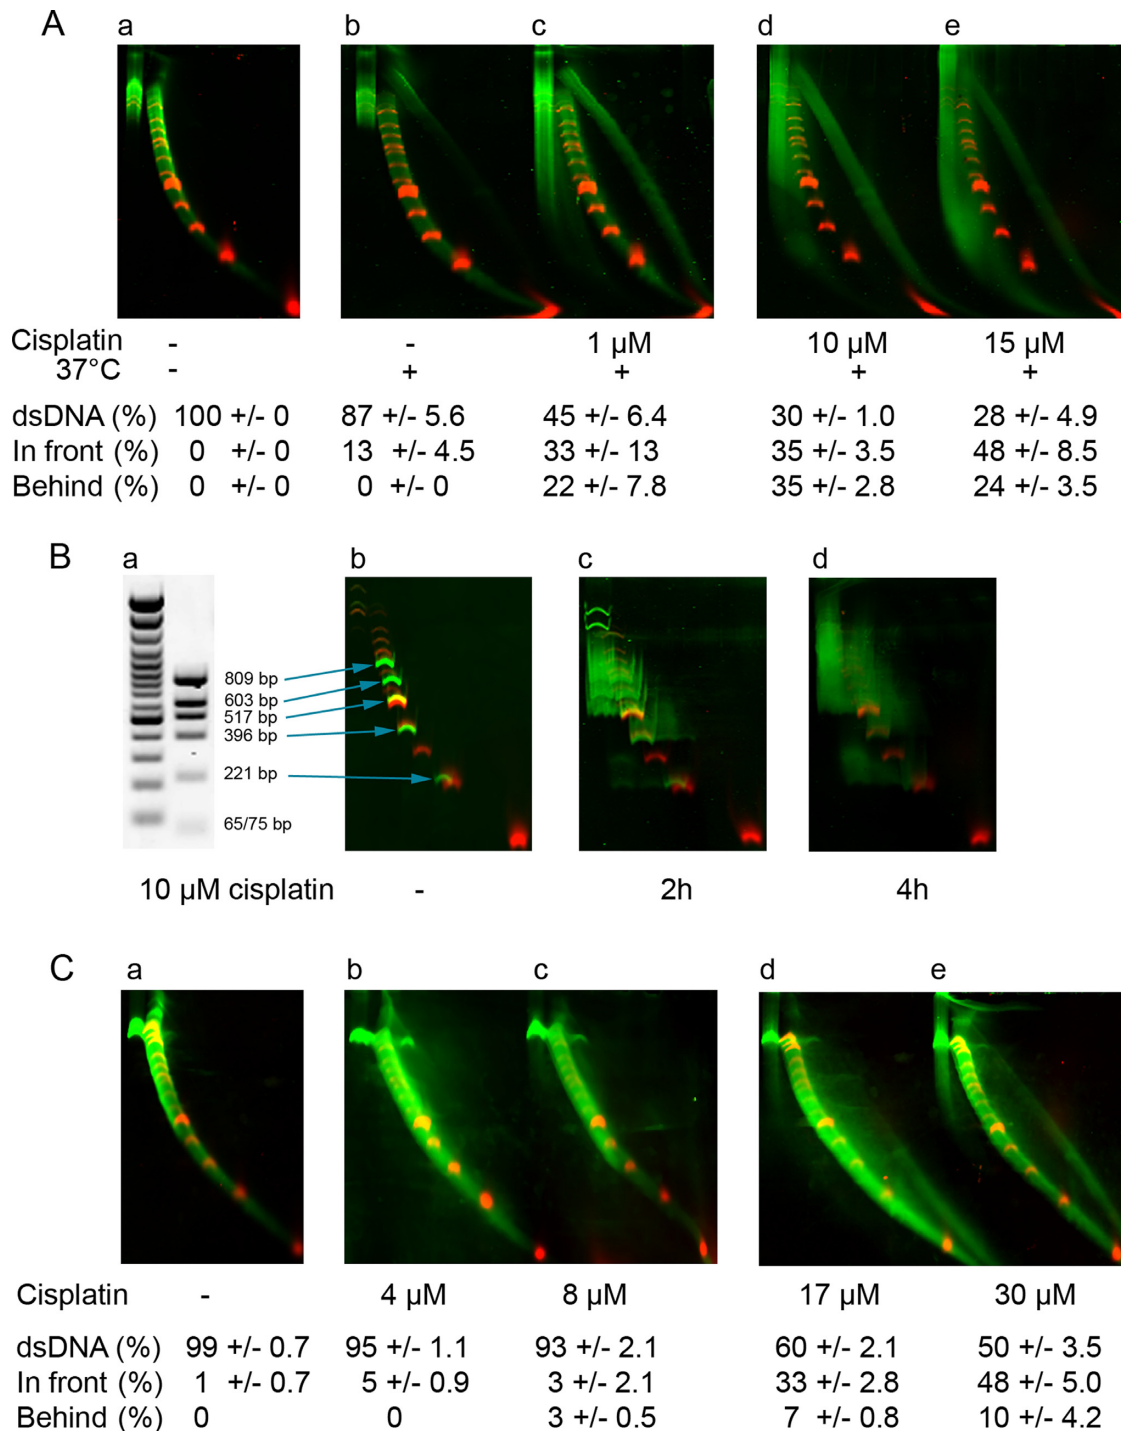 A
a b c d e
Cisplatin - - 1 µM 10 µM 15 µM
37°C - + + + +
dsDNA (%) 100 +/- 0 87 +/- 5.6 45 +/- 6.4 30 +/- 1.0 28 +/- 4.9
In front (%) 0 +/- 0 13 +/- 4.5 33 +/- 13 35 +/- 3.5 48 +/- 8.5
Behind (%) 0 +/- 0 0 +/- 0 22 +/- 7.8 35 +/- 2.8 24 +/- 3.5
B
a b c d
809 bp
603 bp
517 bp
396 bp
221 bp
65/75 bp
10 µM cisplatin - 2h 4h
C
a b c d e
Cisplatin - 4 µM 8 µM 17 µM 30 µM
dsDNA (%) 99 +/- 0.7 95 +/- 1.1 93 +/- 2.1 60 +/- 2.1 50 +/- 3.5
In front (%) 1 +/- 0.7 5 +/- 0.9 3 +/- 2.1 33 +/- 2.8 48 +/- 5.0
Behind (%) 0 0 3 +/- 0.5 7 +/- 0.8 10 +/- 4.2